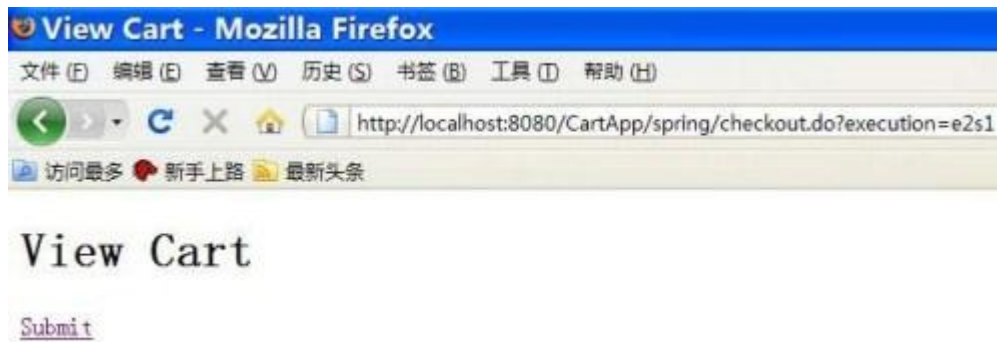 View Cart - Mozilla Firefox
文件(F) 编辑(E) 查看(V) 历史(S) 书签(B) 工具(T) 帮助(H)
http://localhost:8080/CartApp/spring/checkout.do?execution=e2s1
访问最多 新手上路 最新头条
View Cart
Submit